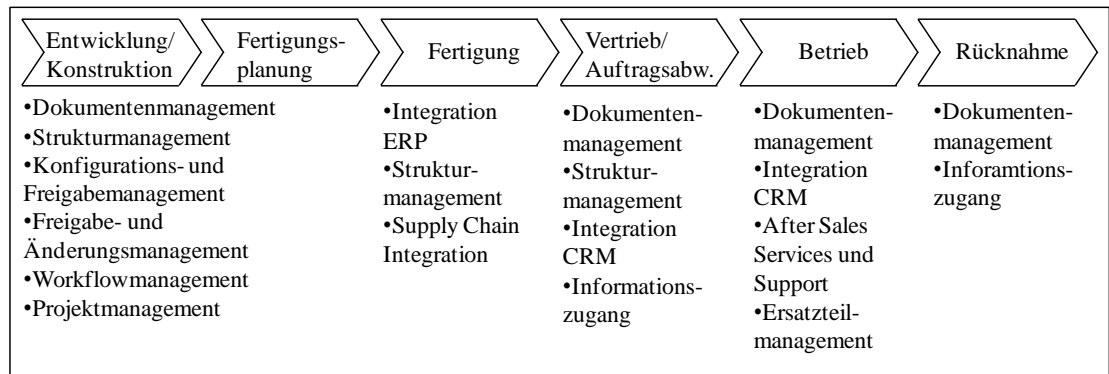 Entwicklung/
Konstruktion
Fertigungs-
planung
Fertigung
Vertrieb/
Auftragsabw.
Betrieb
Rücknahme
•Dokumentenmanagement
•Strukturmanagement
•Konfigurations- und
Freigabemanagement
•Freigabe- und
Änderungsmanagement
•Workflowmanagement
•Projektmanagement
•Integration
ERP
•Struktur-
management
•Supply Chain
Integration
•Dokumenten-
management
•Struktur-
management
•Integration
CRM
•Informations-
zugang
•Dokumenten-
management
•Integration
CRM
•After Sales
Services und
Support
•Ersatzteil-
management
•Dokumenten-
management
•Inforamtions-
zugang